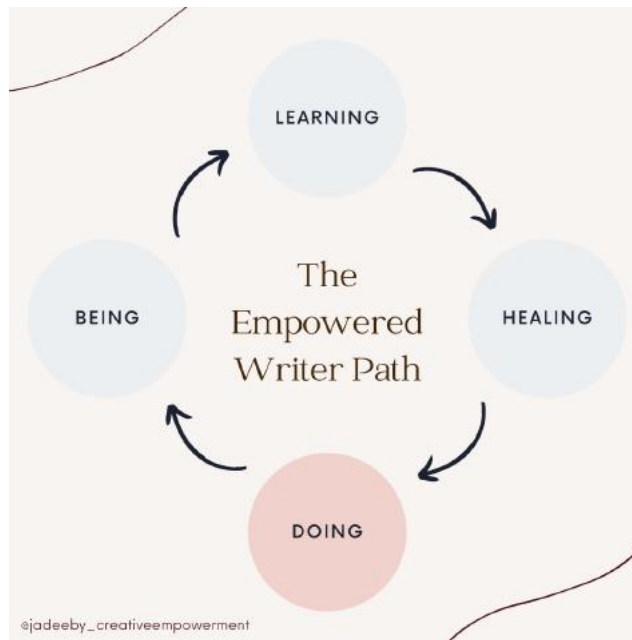 LEARNING
BEING
The
Empowered
Writer Path
HEALING
DOING
@jadeeby_creativeempowerment